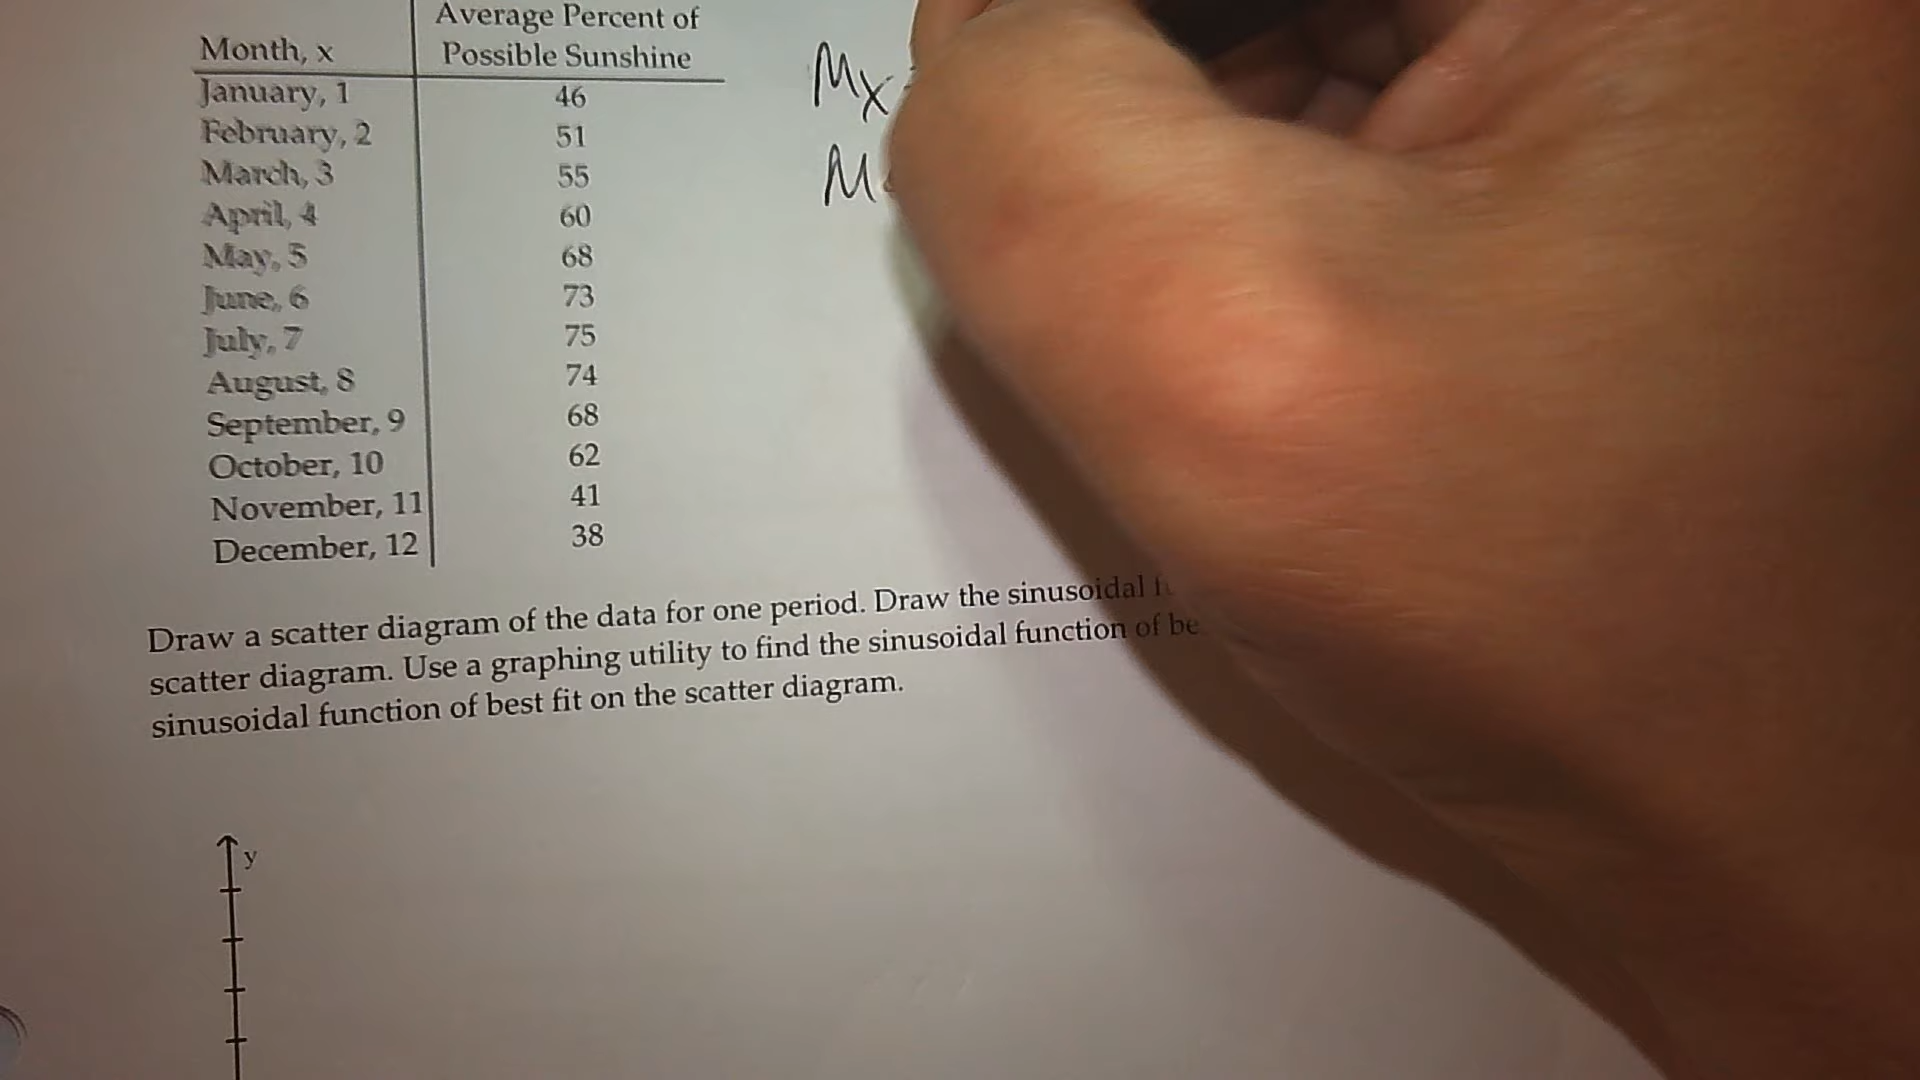 Average Percent of
Month, x Possible Sunshine
January, 1 46
February, 2 51
March, 3 55
April, 4 60
May, 5 68
June, 6 73
July, 7 75
August, 8 74
September, 9 68
October, 10 62
November, 11 41
December, 12 38
Mx
M
Draw a scatter diagram of the data for one period. Draw the sinusoidal
scatter diagram. Use a graphing utility to find the sinusoidal function of be
sinusoidal function of best fit on the scatter diagram.
y